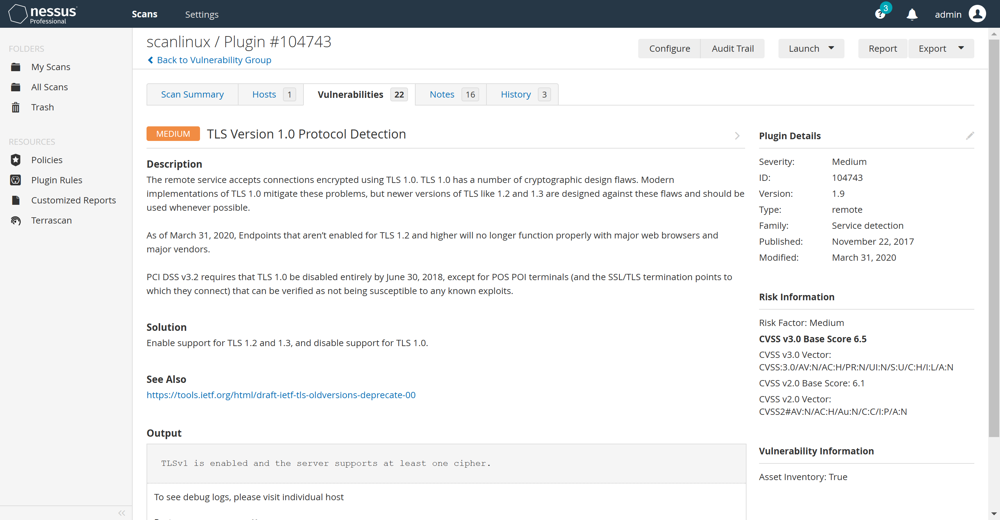 nessus
Professional
Scans
Settings
3
?
admin
FOLDERS
My Scans
All Scans
Trash
RESOURCES
Policies
Plugin Rules
Customized Reports
Terrascan
scanlinux / Plugin #104743
Back to Vulnerability Group
Configure
Audit Trail
Launch
Report
Export
Scan Summary
Hosts 1
Vulnerabilities 22
Notes 16
History 3
MEDIUM
TLS Version 1.0 Protocol Detection
Description
The remote service accepts connections encrypted using TLS 1.0. TLS 1.0 has a number of cryptographic design flaws. Modern
implementations of TLS 1.0 mitigate these problems, but newer versions of TLS like 1.2 and 1.3 are designed against these flaws and should be
used whenever possible.
As of March 31, 2020, Endpoints that aren’t enabled for TLS 1.2 and higher will no longer function properly with major web browsers and
major vendors.
PCI DSS v3.2 requires that TLS 1.0 be disabled entirely by June 30, 2018, except for POS POI terminals (and the SSL/TLS termination points to
which they connect) that can be verified as not being susceptible to any known exploits.
Solution
Enable support for TLS 1.2 and 1.3, and disable support for TLS 1.0.
See Also
https://tools.ietf.org/html/draft-ietf-tls-oldversions-deprecate-00
Output
TLSv1 is enabled and the server supports at least one cipher.
To see debug logs, please visit individual host
Plugin Details
Severity: Medium
ID: 104743
Version: 1.9
Type: remote
Family: Service detection
Published: November 22, 2017
Modified: March 31, 2020
Risk Information
Risk Factor: Medium
CVSS v3.0 Base Score 6.5
CVSS v3.0 Vector:
CVSS:3.0/AV:N/AC:H/PR:N/UI:N/S:U/C:H/I:L/A:N
CVSS v2.0 Base Score: 6.1
CVSS v2.0 Vector:
CVSS2#AV:N/AC:H/Au:N/C:C/I:P/A:N
Vulnerability Information
Asset Inventory: True